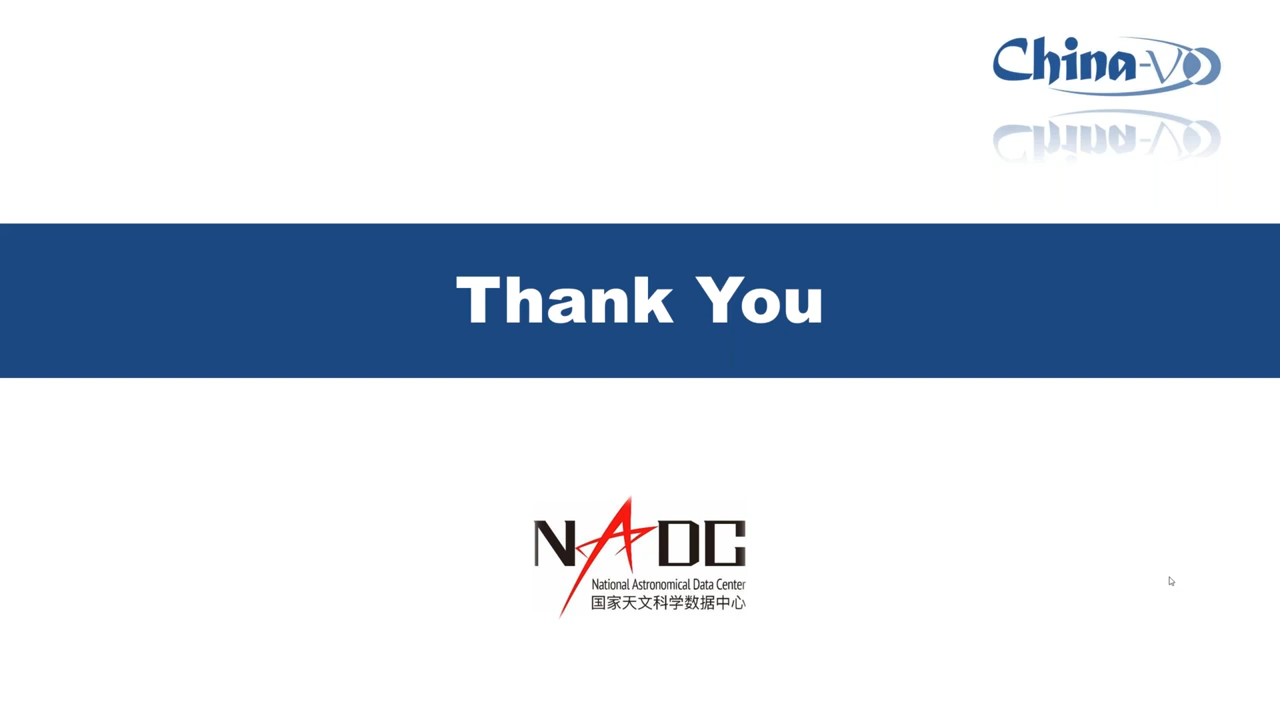 China-VO
Thank You
NADC
National Astronomical Data Center
国家天文科学数据中心